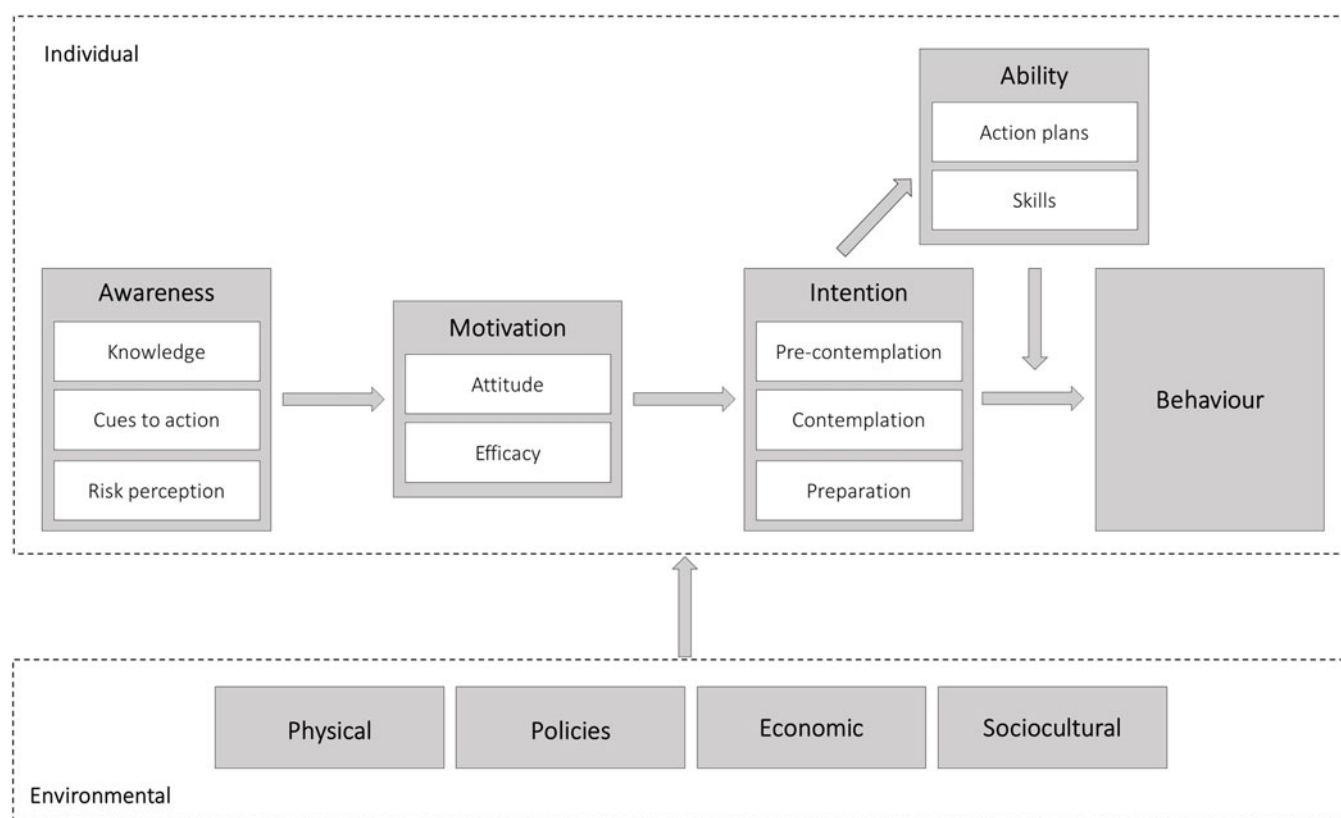 Individual
Ability
Action plans
Skills
Awareness
Knowledge
Cues to action
Risk perception
Motivation
Attitude
Efficacy
Intention
Pre-contemplation
Contemplation
Preparation
Behaviour
Physical
Policies
Economic
Sociocultural
Environmental